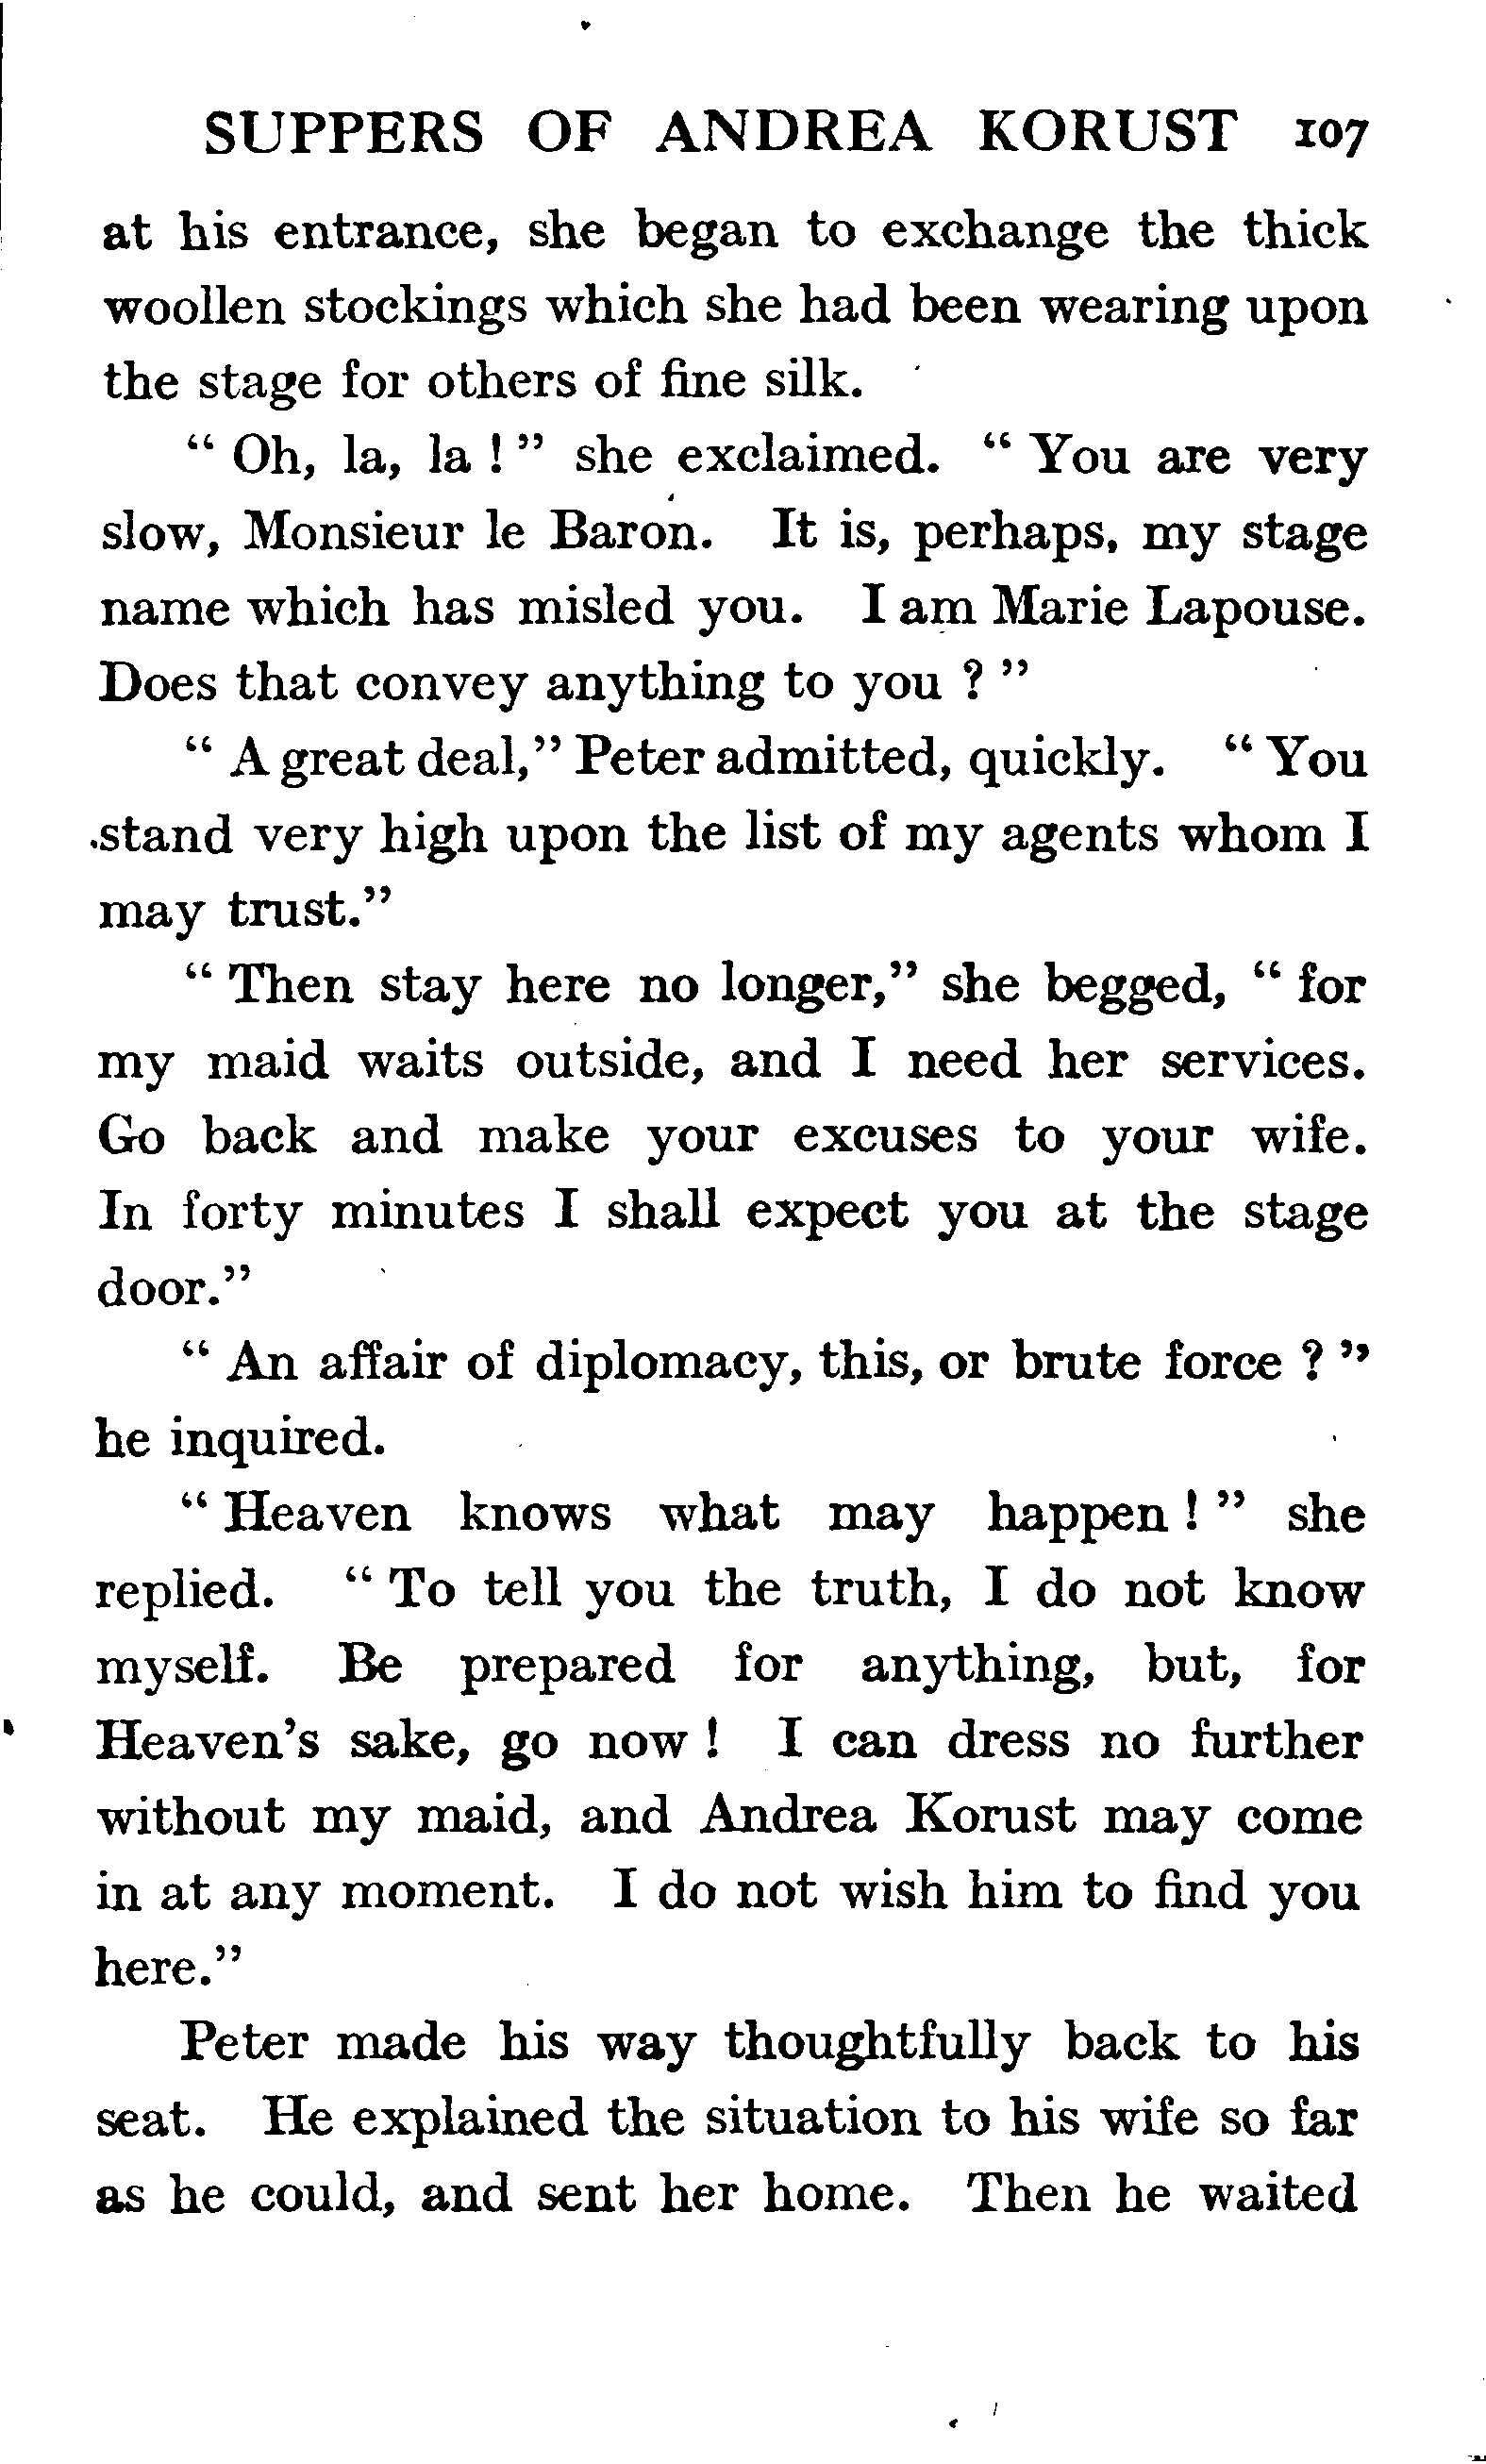 SUPPERS OF ANDREA KORUST 107
at his entrance, she began to exchange the thick
woollen stockings which she had been wearing upon
the stage for others of fine silk.
“ Oh, la, la ! ” she exclaimed. “ You are very
slow, Monsieur le Baron. It is, perhaps, my stage
name which has misled you. I am Marie Lapouse.
Does that convey anything to you ? ”
“ A great deal,” Peter admitted, quickly. “ You
stand very high upon the list of my agents whom I
may trust.”
“ Then stay here no longer,” she begged, “ for
my maid waits outside, and I need her services.
Go back and make your excuses to your wife.
In forty minutes I shall expect you at the stage
door.”
“ An affair of diplomacy, this, or brute force ? ”
he inquired.
“ Heaven knows what may happen ! ” she
replied. “ To tell you the truth, I do not know
myself. Be prepared for anything, but, for
Heaven’s sake, go now ! I can dress no further
without my maid, and Andrea Korust may come
in at any moment. I do not wish him to find you
here.”
Peter made his way thoughtfully back to his
seat. He explained the situation to his wife so far
as he could, and sent her home. Then he waited